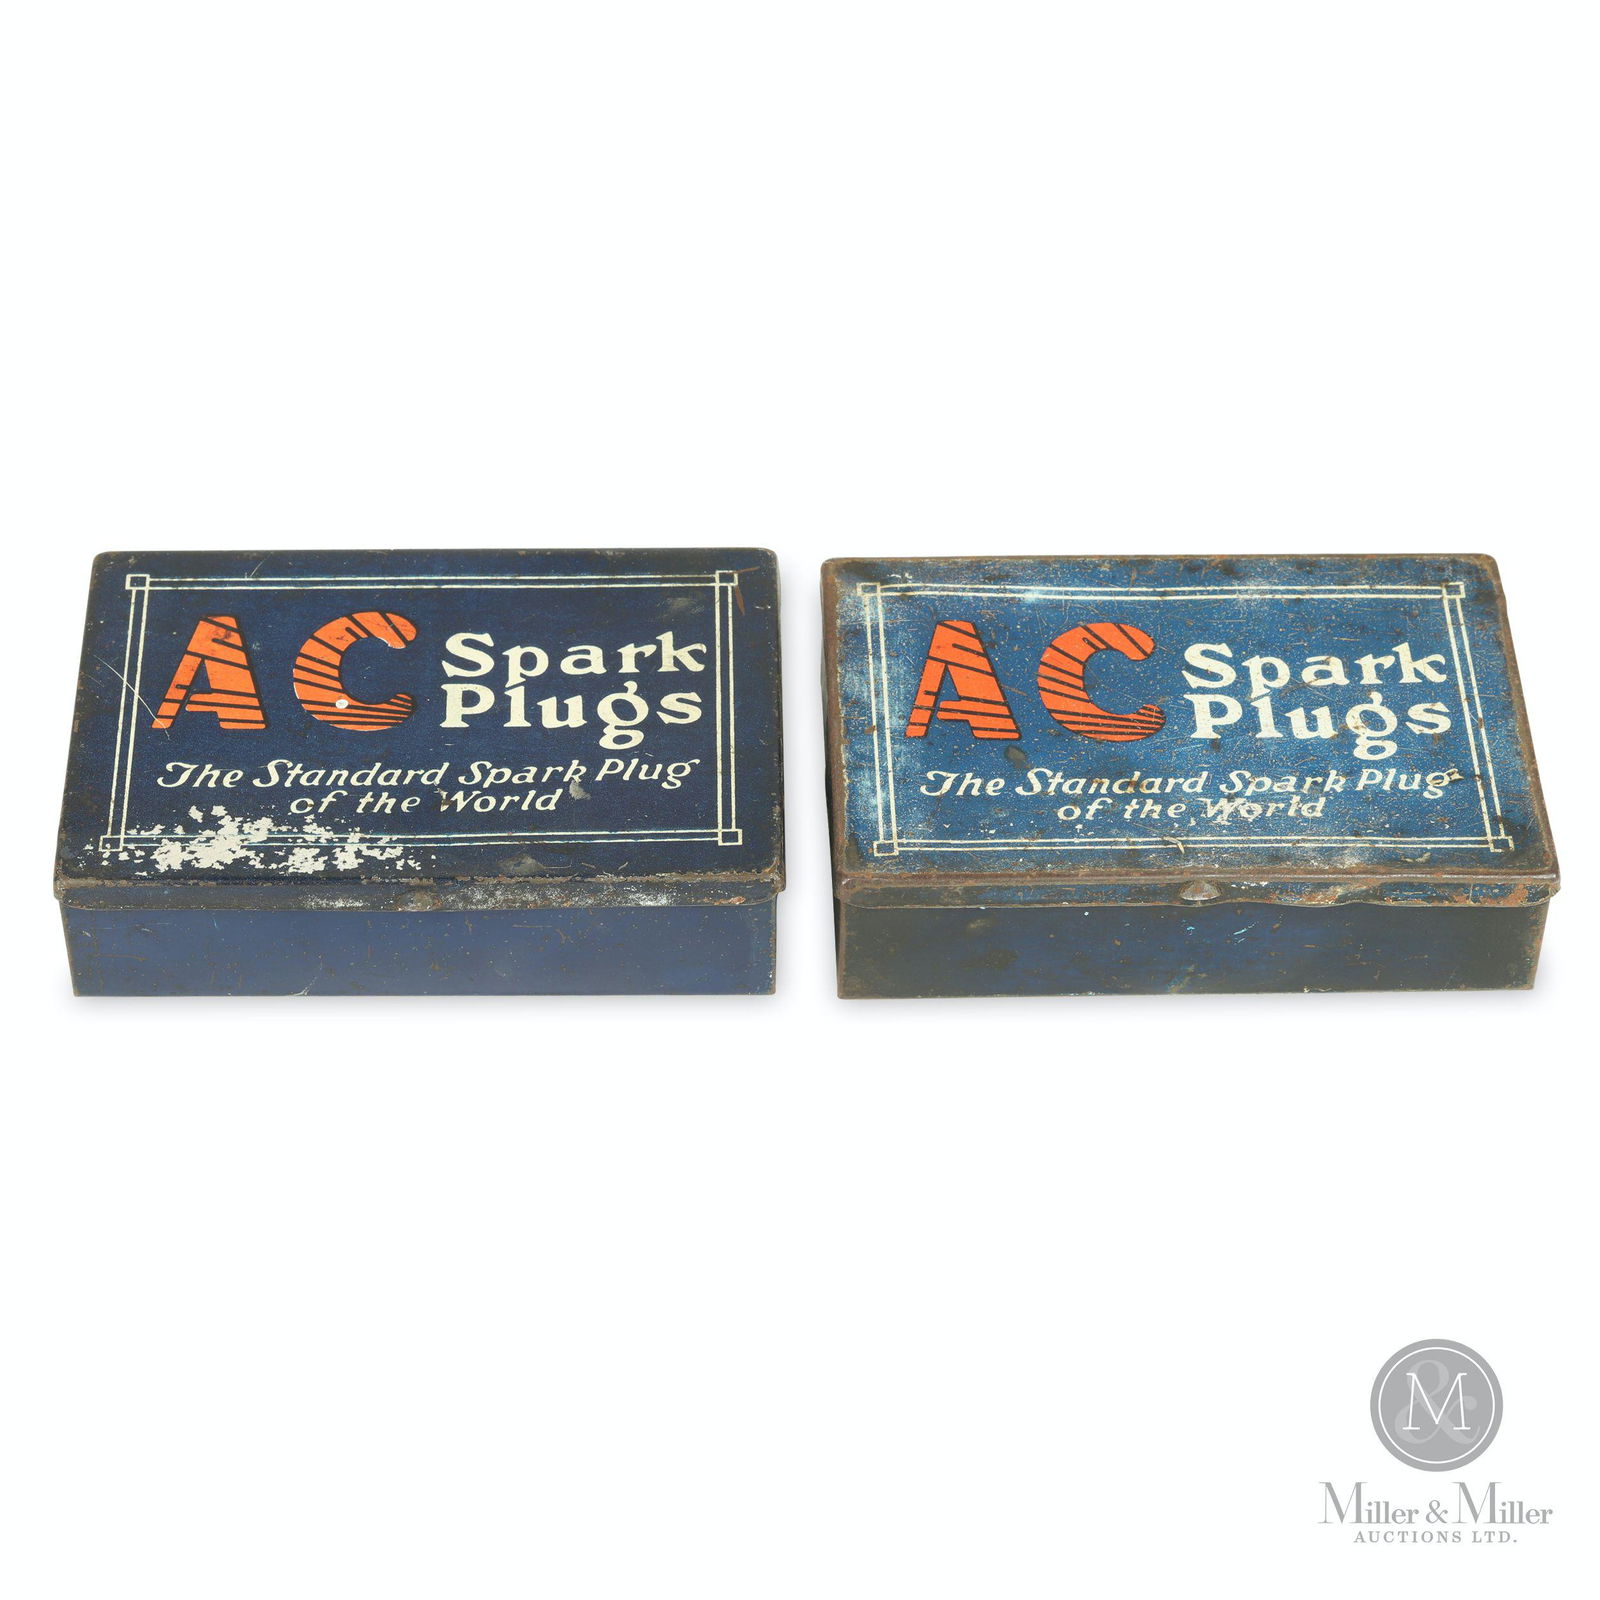 AC Spark
Plugs
The Standard Spark Plug
of the World
AC Spark
Plugs
The Standard Spark Plug
of the World
& M
Miller & Miller
AUCTIONS LTD.